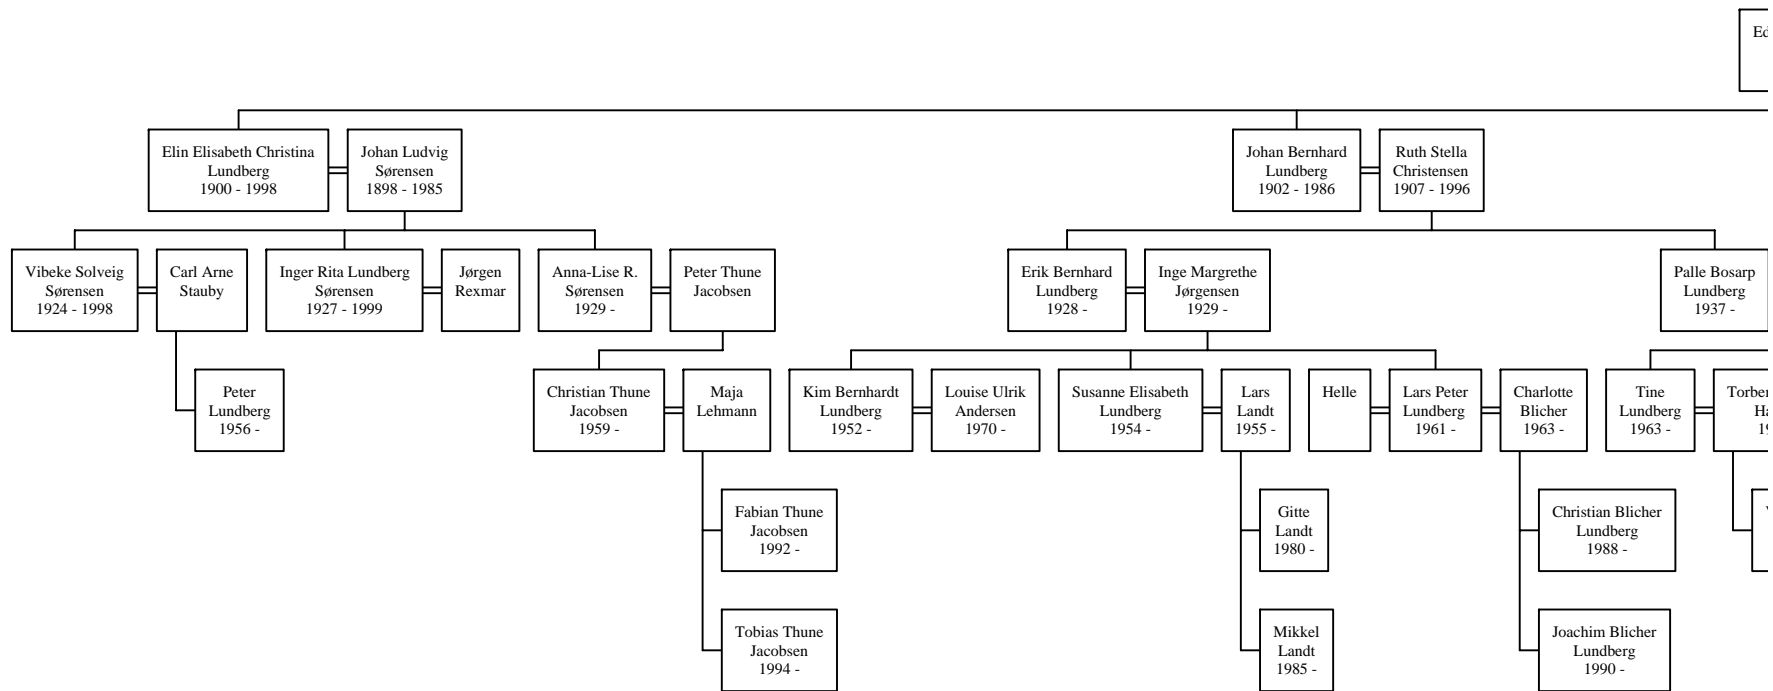 Elin Elisabeth Christina
Lundberg
1900 - 1998
Johan Ludvig
Sørensen
1898 - 1985
Johan Bernhard
Lundberg
1902 - 1986
Ruth Stella
Christensen
1907 - 1996
Vibeke Solveig
Sørensen
1924 - 1998
Carl Arne
Stauby
Inger Rita Lundberg
Sørensen
1927 - 1999
Jørgen
Rexmar
Anna-Lise R.
Sørensen
1929 -
Peter Thune
Jacobsen
Erik Bernhard
Lundberg
1928 -
Inge Margrethe
Jørgensen
1929 -
Palle Bosarp
Lundberg
1937 -
Peter
Lundberg
1956 -
Christian Thune
Jacobsen
1959 -
Maja
Lehmann
Kim Bernhardt
Lundberg
1952 -
Louise Ulrik
Andersen
1970 -
Susanne Elisabeth
Lundberg
1954 -
Lars
Landt
1955 -
Helle
Lars Peter
Lundberg
1961 -
Charlotte
Blicher
1963 -
Tine
Lundberg
1963 -
Fabian Thune
Jacobsen
1992 -
Gitte
Landt
1980 -
Christian Blicher
Lundberg
1988 -
Tobias Thune
Jacobsen
1994 -
Mikkel
Landt
1985 -
Joachim Blicher
Lundberg
1990 -